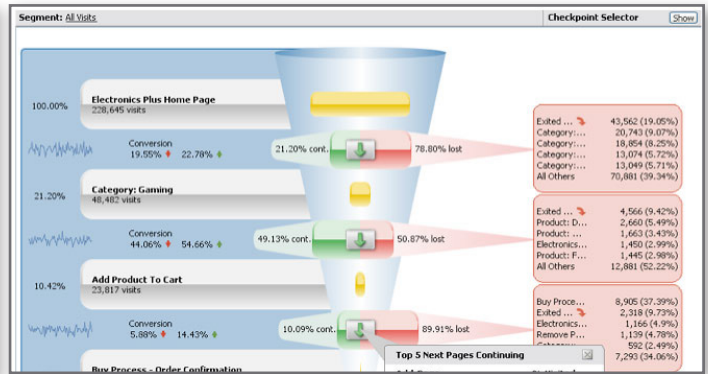 Segment: All Visits
Checkpoint Selector
Show
100.00%
Electronics Plus Home Page
228,645 visits
Conversion
19.55% 22.78%
21.20% cont.
78.80% lost
Exited ... 43,562 (19.05%)
Category:... 20,743 (9.07%)
Category:... 18,854 (8.25%)
Category:... 13,074 (5.72%)
Category:... 13,049 (5.71%)
All Others 70,881 (39.34%)
21.20%
Category: Gaming
48,482 visits
Conversion
44.06% 54.66%
49.13% cont.
50.87% lost
Exited ... 4,566 (9.42%)
Product: D... 2,660 (5.49%)
Product: ... 1,663 (3.43%)
Electronics... 1,450 (2.99%)
Product: F... 1,445 (2.98%)
All Others 12,881 (52.22%)
10.42%
Add Product To Cart
23,817 visits
Conversion
5.88% 14.43%
10.09% cont.
89.91% lost
Buy Proce... 8,905 (37.39%)
Exited ... 2,318 (9.73%)
Electronics... 1,166 (4.9%)
Remove P... 1,139 (4.78%)
592 (2.49%)
7,293 (34.06%)
Top 5 Next Pages Continuing
Buy Process - Order Confirmation